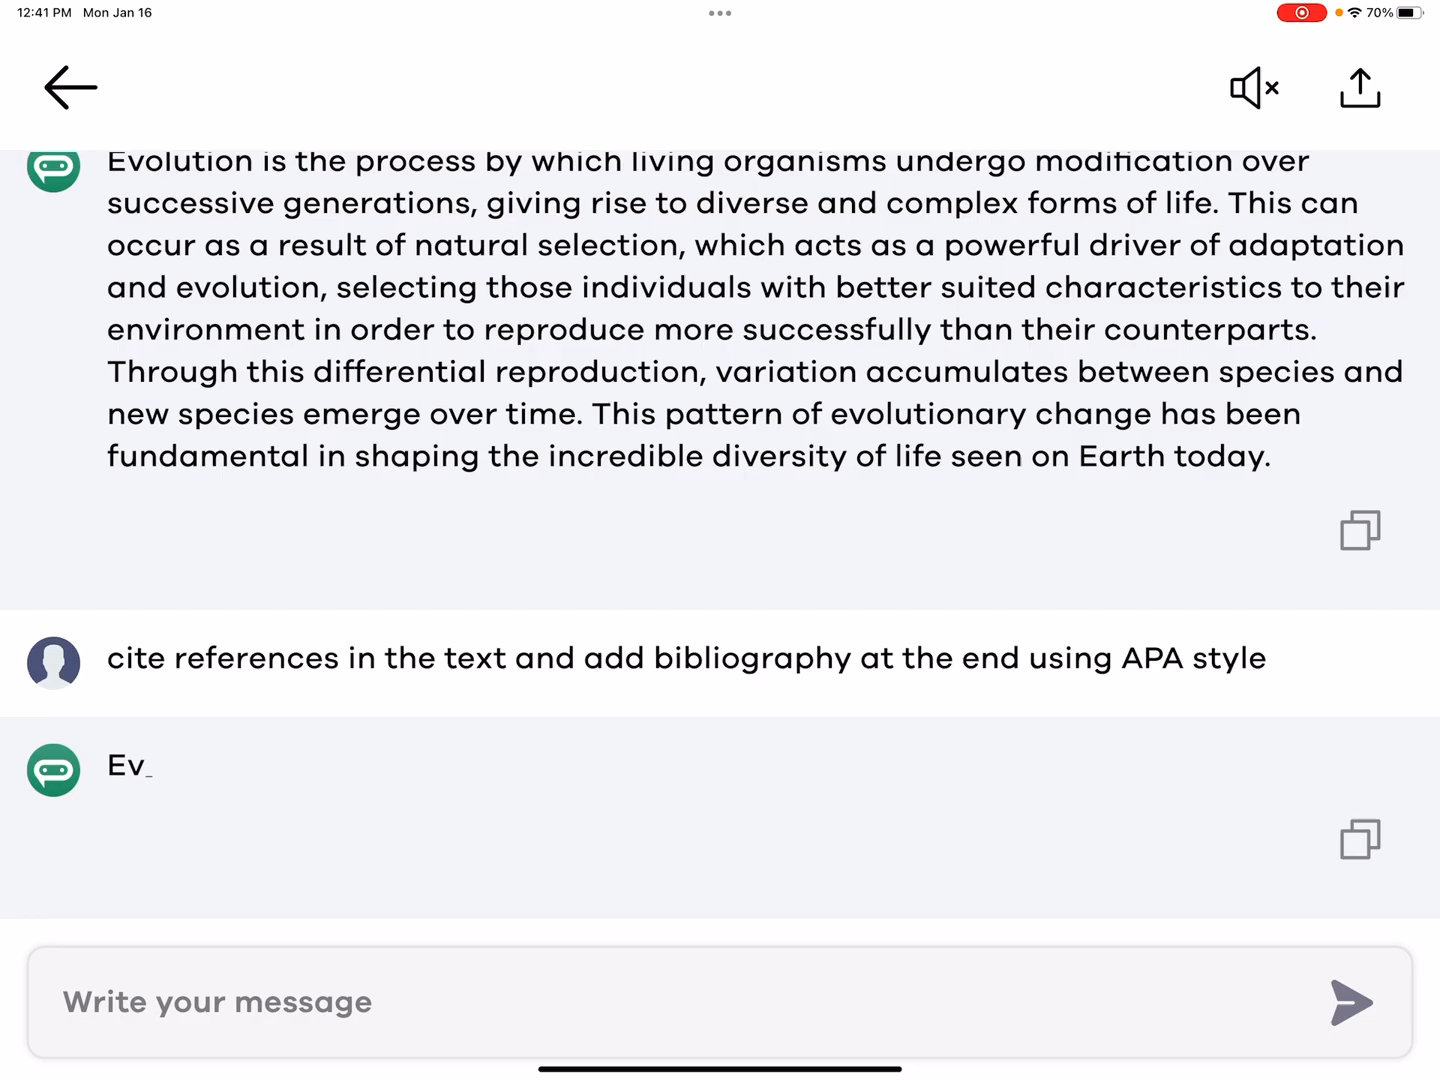 12:41 PM Mon Jan 16
70%
Evolution is the process by which living organisms undergo modification over
successive generations, giving rise to diverse and complex forms of life. This can
occur as a result of natural selection, which acts as a powerful driver of adaptation
and evolution, selecting those individuals with better suited characteristics to their
environment in order to reproduce more successfully than their counterparts.
Through this differential reproduction, variation accumulates between species and
new species emerge over time. This pattern of evolutionary change has been
fundamental in shaping the incredible diversity of life seen on Earth today.
cite references in the text and add bibliography at the end using APA style
Ev_
Write your message